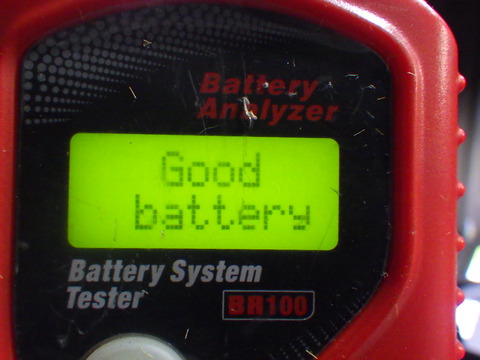 Battery
Analyzer
Good
battery
Battery System
Tester
BR100